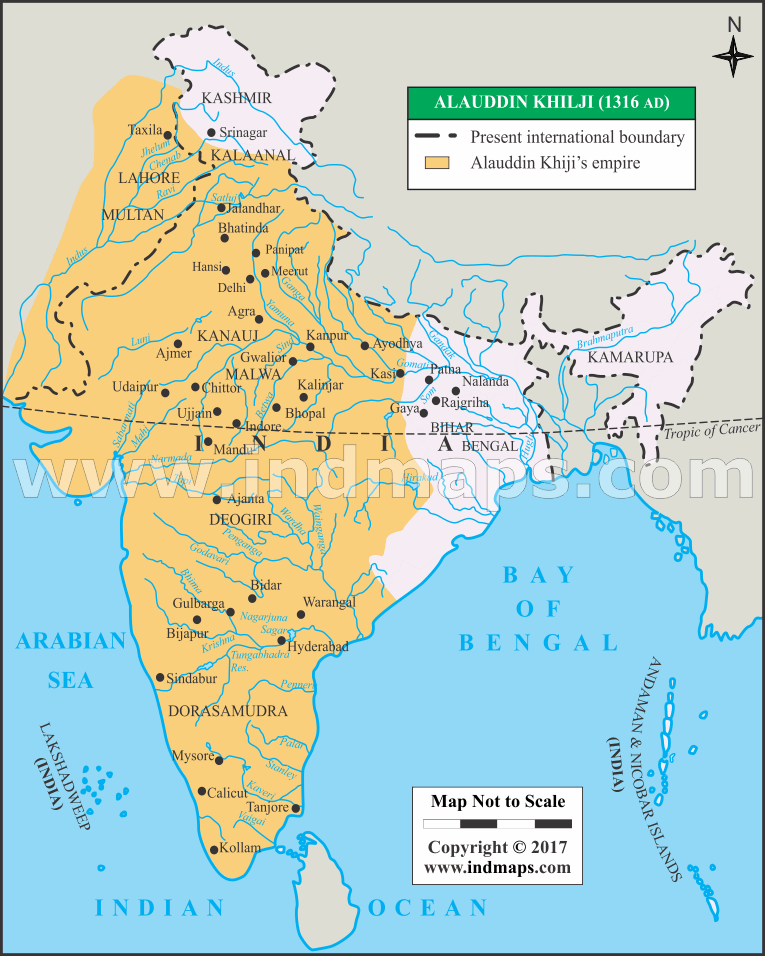 N
ALAUDDIN KHILJI (1316 AD)
Present international boundary
Alauddin Khiji's empire
Indus
KASHMIR
Taxila
Srinagar
Jhelum
Chenab
KALAANAL
LAHORE
Ravi
MULTAN
Satluj
Jalandhar
Bhatinda
Indus
Panipat
Hansi
Meerut
Delhi
Ganga
Agra
Yamuna
Luni
KANAUJ
Kanpur
Sind
Ajmer
Gwalior
Ayodhya
Gandak
Brahmaputra
KAMARUPA
MALWA
Gomati
Kasi
Patna
Udaipur
Chittor
Kalinjar
Nalanda
Son
Rajgriha
Betwa
Ujjain
Bhopal
Gaya
Sabarmati
Mahi
Indore
BIHAR
Tropic of Cancer
INDIA
Mandu
BENGAL
Hugli
Narmada
www.indmaps.com
Hirakud
Ajanta
DEOGIRI
Wardha
Wainganga
Penganga
Godavari
Bhima
Bidar
Gulbarga
Warangal
Nagarjuna
Sagar
Bijapur
Krishna
Hyderabad
Tungabhadra
Res.
BAY
OF
BENGAL
ARABIAN
SEA
Sindabur
Penneru
DORASAMUDRA
Palar
Mysore
Stanley
Calicut
Kaveri
Tanjore
Vaigai
Kollam
LAKSHADWEEP
(INDIA)
ANDAMAN & NICOBAR ISLANDS
(INDIA)
Map Not to Scale
Copyright © 2017
www.indmaps.com
INDIAN OCEAN